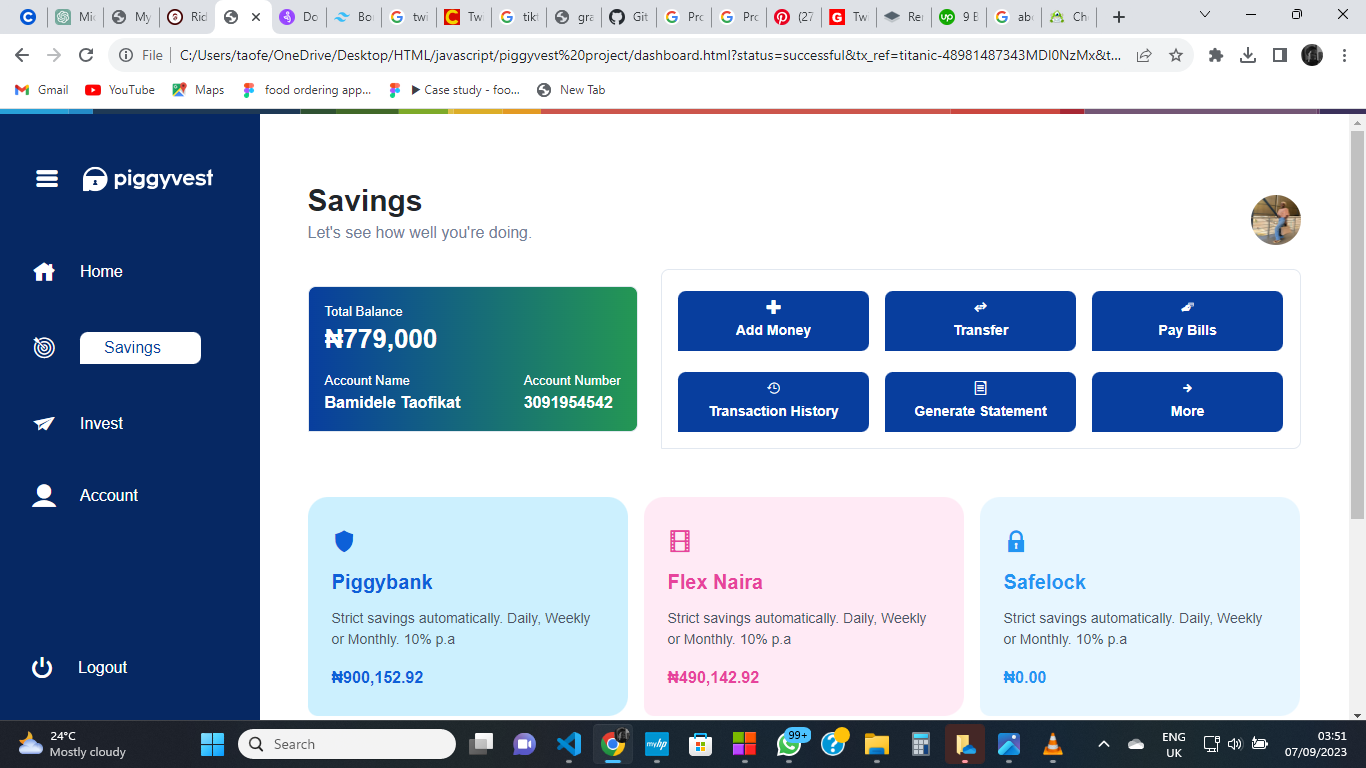 Mic
My
Rid
Do
Bo
twi
Tw
tikt
gra
Git
Pro
Pro
(27
Tw
Re
9 B
abo
Ch
File
C:/Users/taofe/OneDrive/Desktop/HTML/javascript/piggyvest%20project/dashboard.html?status=successful&tx_ref=titanic-48981487343MDI0NzMx&t...
Gmail YouTube Maps food ordering app... Case study - foo... New Tab
piggyvest
Home
Savings
Invest
Account
Logout
Savings
Let's see how well you're doing.
Total Balance
₦779,000
Account Name Account Number
Bamidele Taofikat 3091954542
Add Money Transfer Pay Bills
Transaction History Generate Statement More
Piggybank
Strict savings automatically. Daily, Weekly
or Monthly. 10% p.a
₦900,152.92
Flex Naira
Strict savings automatically. Daily, Weekly
or Monthly. 10% p.a
₦490,142.92
Safelock
Strict savings automatically. Daily, Weekly
or Monthly. 10% p.a
₦0.00
24°C
Mostly cloudy
Search
myhp
99+
ENG
UK
03:51
07/09/2023